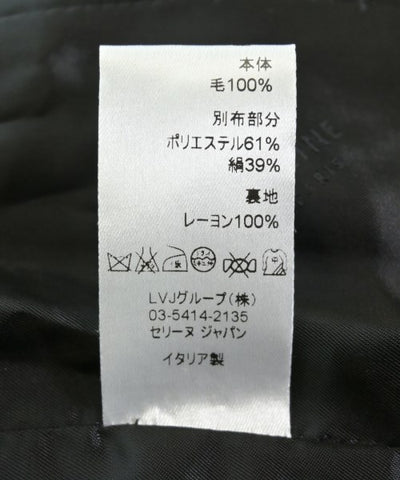 本体
毛100%
別布部分
ポリエステル61%
絹39%
裏地
レーヨン100%
LVJグループ(株)
03-5414-2135
セリーヌ ジャパン
イタリア製